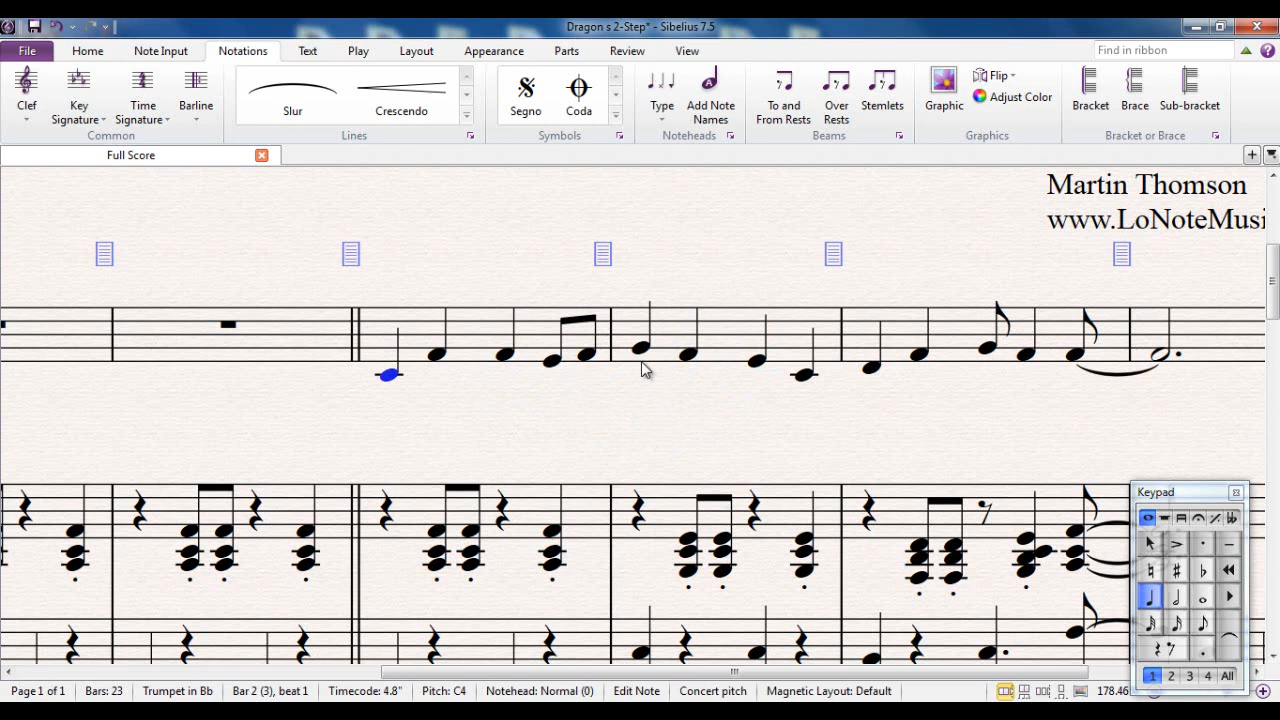 Dragon s 2-Step* - Sibelius 7.5
File Home Note Input Notations Text Play Layout Appearance Parts Review View Find in ribbon
Clef Key Signature Time Signature Barline Slur Crescendo Segno Coda Type Add Note Names To and From Rests Over Rests Stemlets Graphic Flip Adjust Color Bracket Brace Sub-bracket
Common Lines Symbols Noteheads Beams Graphics Bracket or Brace
Full Score
Martin Thomson
www.LoNoteMusi
Keypad
1 2 3 4 All
Page 1 of 1 Bars: 23 Trumpet in Bb Bar 2 (3), beat 1 Timecode: 4.8" Pitch: C4 Notehead: Normal (0) Edit Note Concert pitch Magnetic Layout: Default 178.46